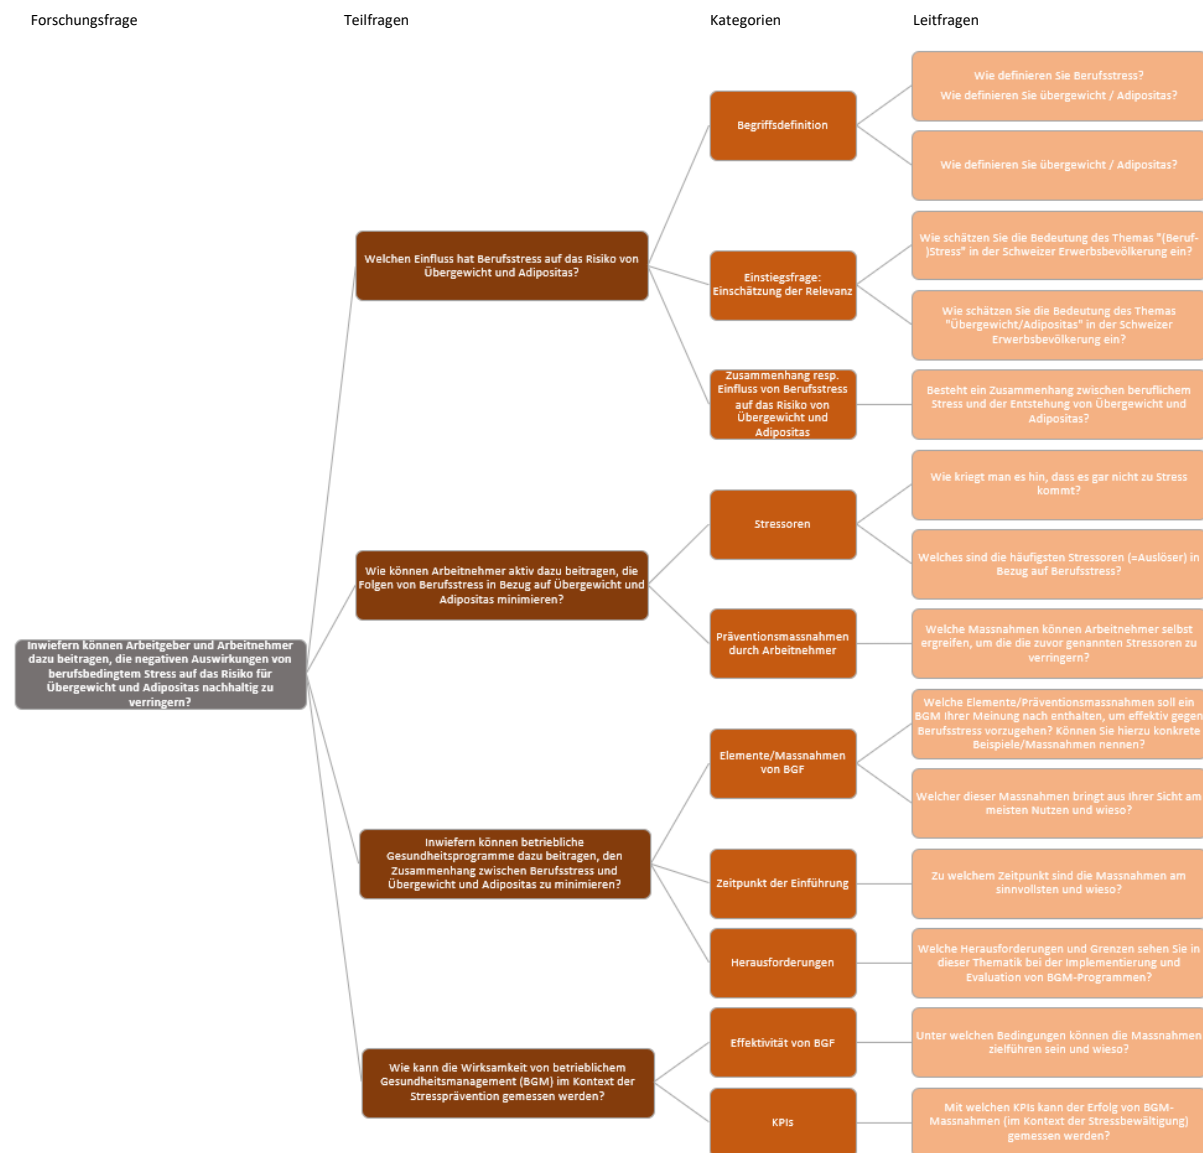 Forschungsfrage
Teilfragen
Kategorien
Leitfragen
Inwiefern können Arbeitgeber und Arbeitnehmer
dazu beitragen, die negativen Auswirkungen von
berufsbedingtem Stress auf das Risiko für
Übergewicht und Adipositas nachhaltig zu
verringern?
Welchen Einfluss hat Berufsstress auf das Risiko von
Übergewicht und Adipositas?
Begriffsdefinition
Wie definieren Sie Berufsstress?
Wie definieren Sie übergewicht / Adipositas?
Wie definieren Sie übergewicht / Adipositas?
Einstiegsfrage:
Einschätzung der Relevanz
Wie schätzen Sie die Bedeutung des Themas "(Beruf-
)Stress" in der Schweizer Erwerbsbevölkerung ein?
Wie schätzen Sie die Bedeutung des Themas
"Übergewicht/Adipositas" in der Schweizer
Erwerbsbevölkerung ein?
Zusammenhang resp.
Einfluss von Berufsstress
auf das Risiko von
Übergewicht und
Adipositas
Besteht ein Zusammenhang zwischen beruflichem
Stress und der Entstehung von Übergewicht und
Adipositas?
Wie können Arbeitnehmer aktiv dazu beitragen, die
Folgen von Berufsstress in Bezug auf Übergewicht und
Adipositas minimieren?
Stressoren
Wie kriegt man es hin, dass es gar nicht zu Stress
kommt?
Welches sind die häufigsten Stressoren (=Auslöser) in
Bezug auf Berufsstress?
Präventionsmassnahmen
durch Arbeitnehmer
Welche Massnahmen können Arbeitnehmer selbst
ergreifen, um die die zuvor genannten Stressoren zu
verringern?
Inwiefern können betriebliche
Gesundheitsprogramme dazu beitragen, den
Zusammenhang zwischen Berufsstress und
Übergewicht und Adipositas zu minimieren?
Elemente/Massnahmen
von BGF
Welche Elemente/Präventionsmassnahmen soll ein
BGM Ihrer Meinung nach enthalten, um effektiv gegen
Berufsstress vorzugehen? Können Sie hierzu konkrete
Beispiele/Massnahmen nennen?
Welcher dieser Massnahmen bringt aus Ihrer Sicht am
meisten Nutzen und wieso?
Zeitpunkt der Einführung
Zu welchem Zeitpunkt sind die Massnahmen am
sinnvollsten und wieso?
Herausforderungen
Welche Herausforderungen und Grenzen sehen Sie in
dieser Thematik bei der Implementierung und
Evaluation von BGM-Programmen?
Wie kann die Wirksamkeit von betrieblichem
Gesundheitsmanagement (BGM) im Kontext der
Stressprävention gemessen werden?
Effektivität von BGF
Unter welchen Bedingungen können die Massnahmen
zielführen sein und wieso?
KPIs
Mit welchen KPIs kann der Erfolg von BGM-
Massnahmen (im Kontext der Stressbewältigung)
gemessen werden?